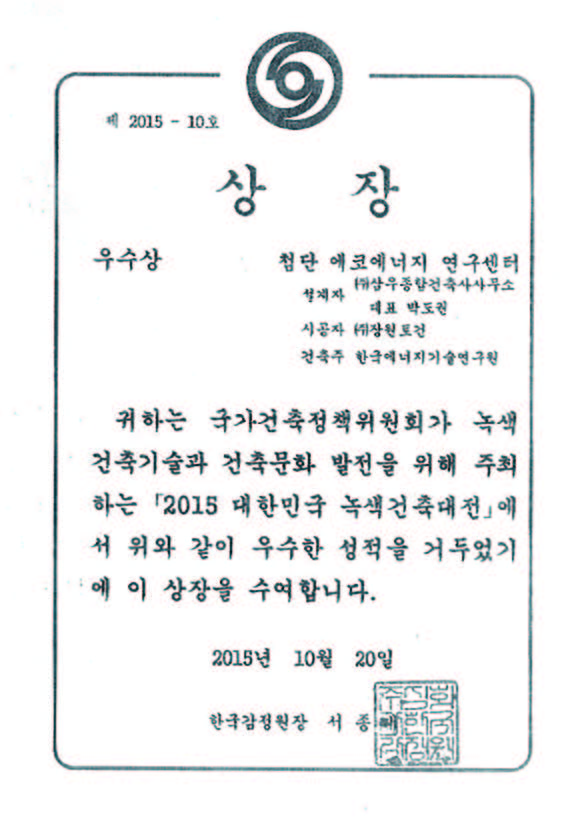 제 2015 - 10호
상 장
우수상
첨단 에코에너지 연구센터
설계자 ㈜삼우종합건축사사무소
대표 박도권
시공자 ㈜장원토건
건축주 한국에너지기술연구원
귀하는 국가건축정책위원회가 녹색
건축기술과 건축문화 발전을 위해 주최
하는 「2015 대한민국 녹색건축대전」에
서 위와 같이 우수한 성적을 거두었기
에 이 상장을 수여합니다.
2015년 10월 20일
한국감정원장 서 종